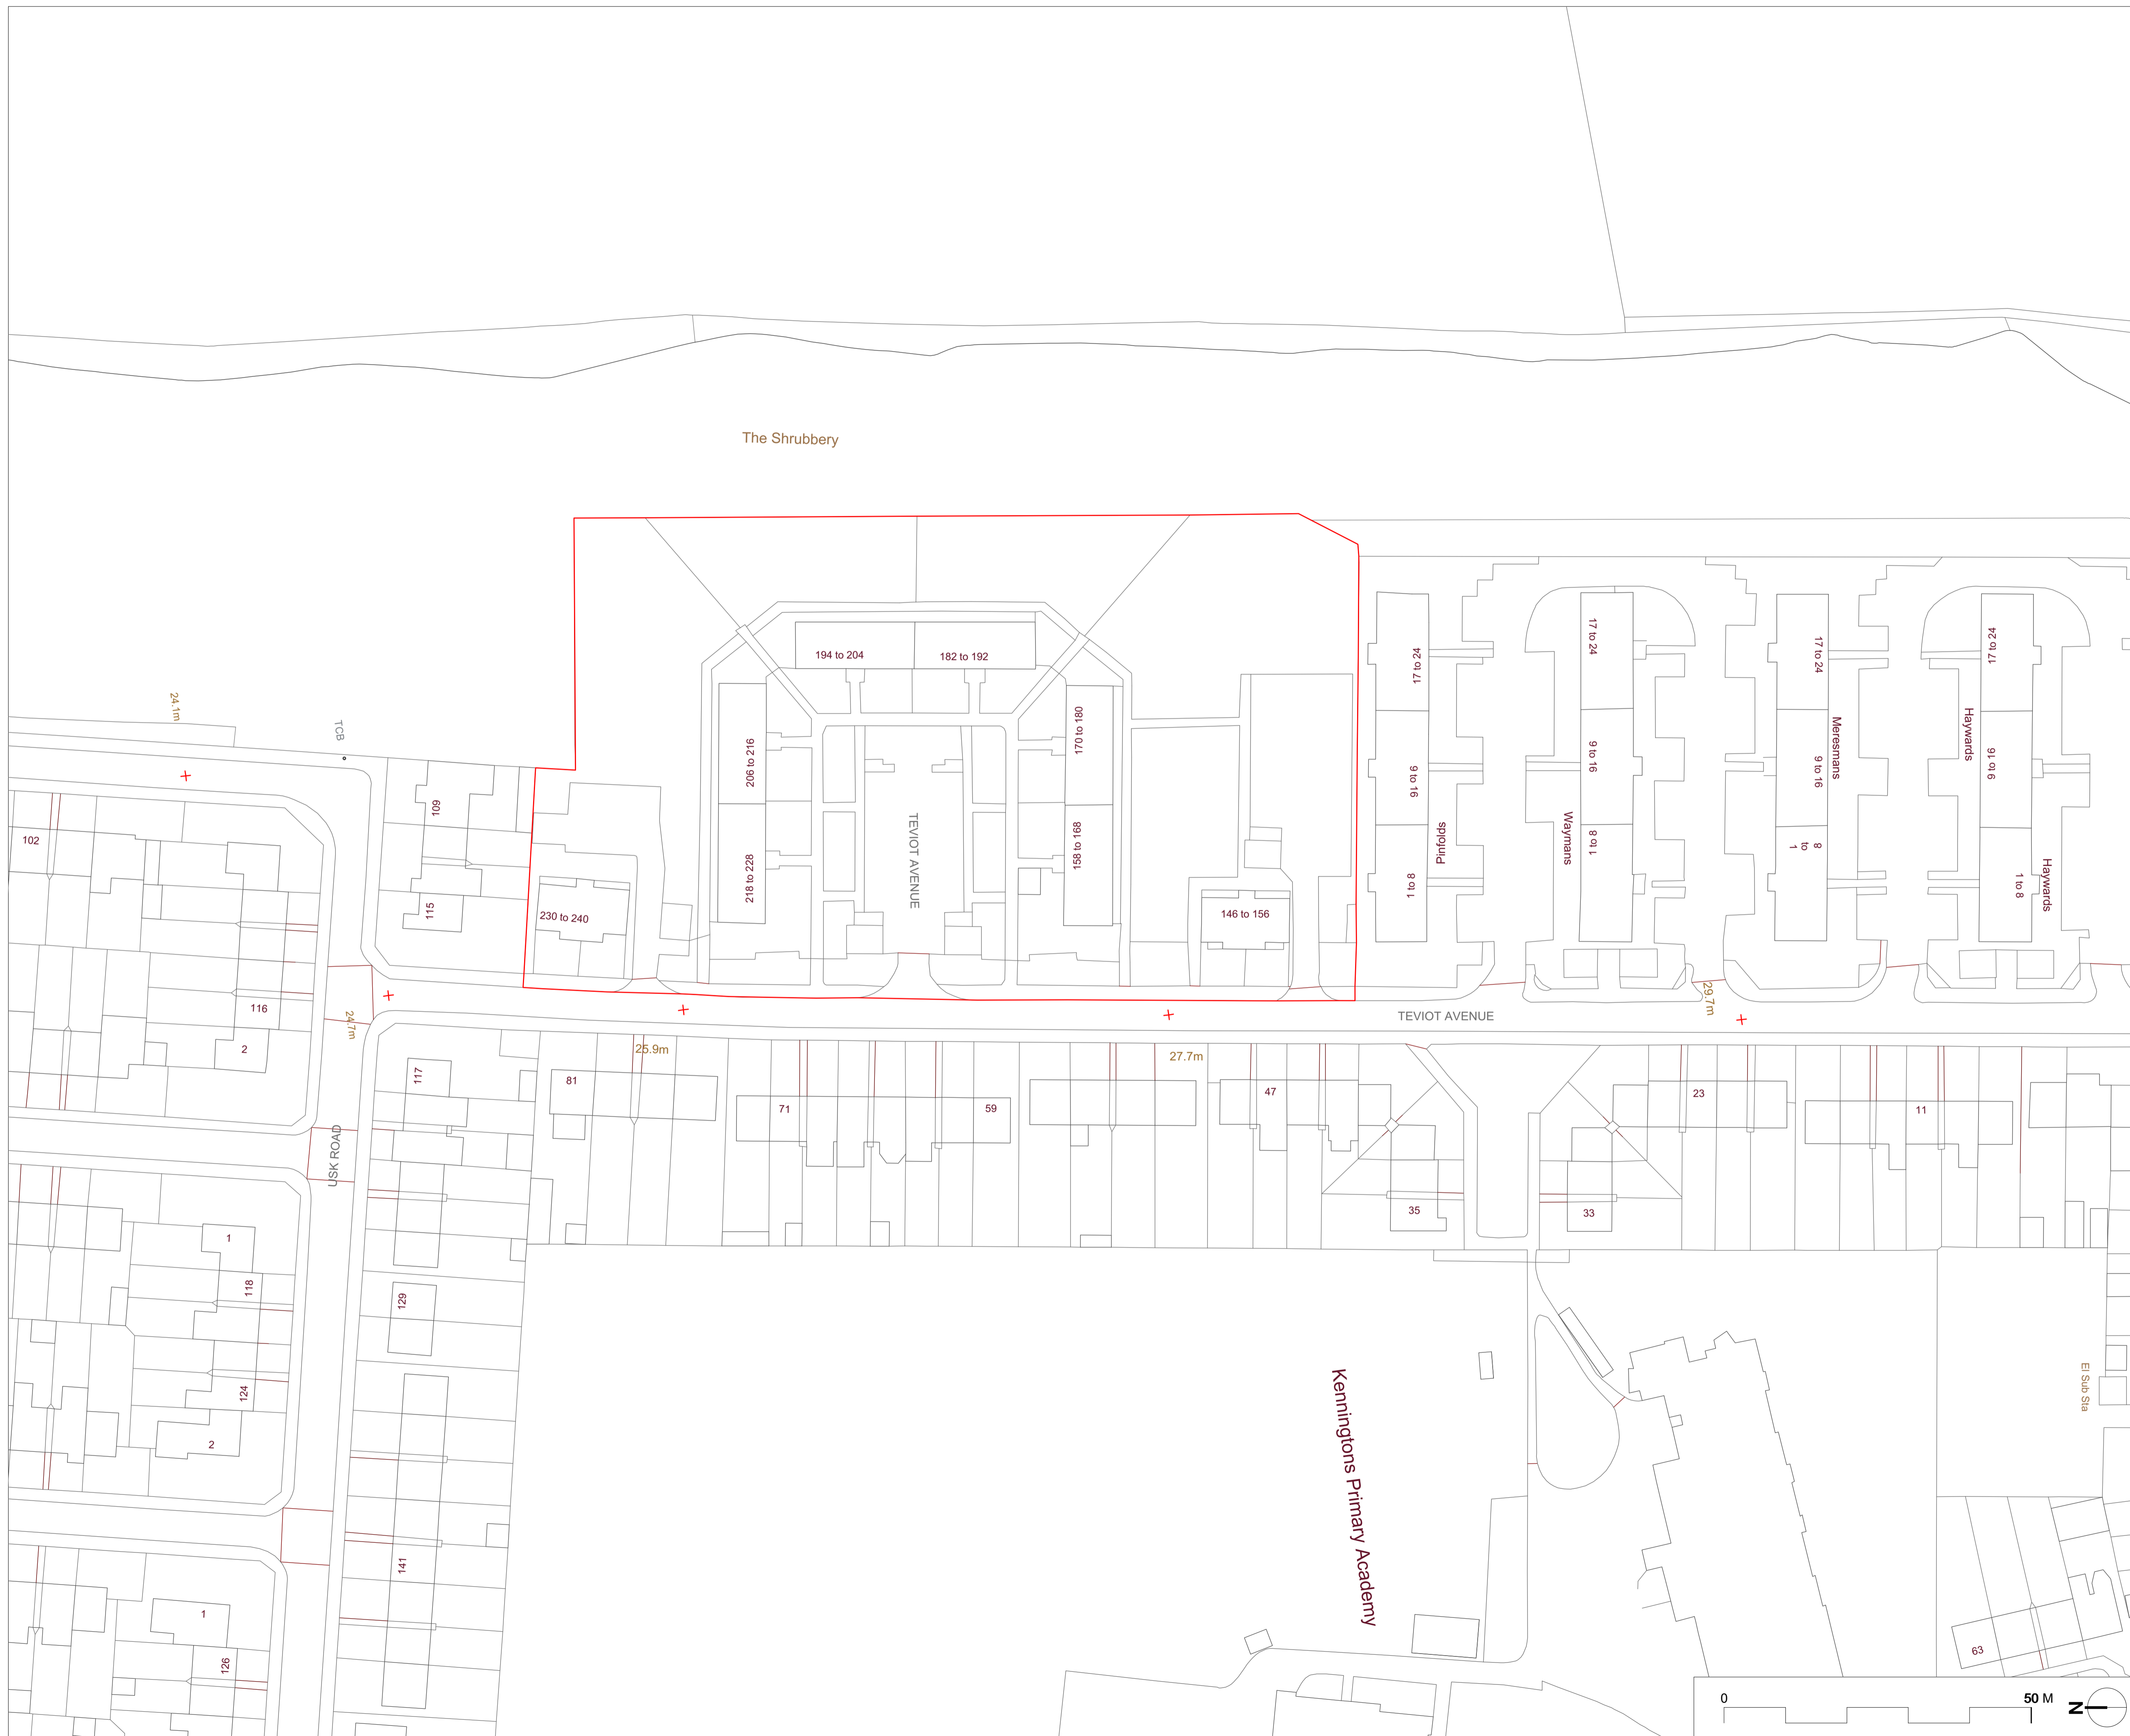 The Shrubbery
194 to 204
182 to 192
206 to 216
218 to 228
170 to 180
158 to 168
TEVIOT AVENUE
230 to 240
146 to 156
24.1m
TCB
109
115
102
116
2
24.7m
17 to 24
9 to 16
1 to 8
Pinfolds
Waymans
17 to 24
9 to 16
1 to 8
17 to 24
9 to 16
8
to
1
Meresmans
Haywards
17 to 24
9 to 16
1 to 8
Haywards
TEVIOT AVENUE
29.7m
25.9m
27.7m
117
81
71
59
47
35
33
23
11
USK ROAD
129
141
1
118
124
2
1
126
Kenningtons Primary Academy
El Sub Sta
63
0
50 M
N